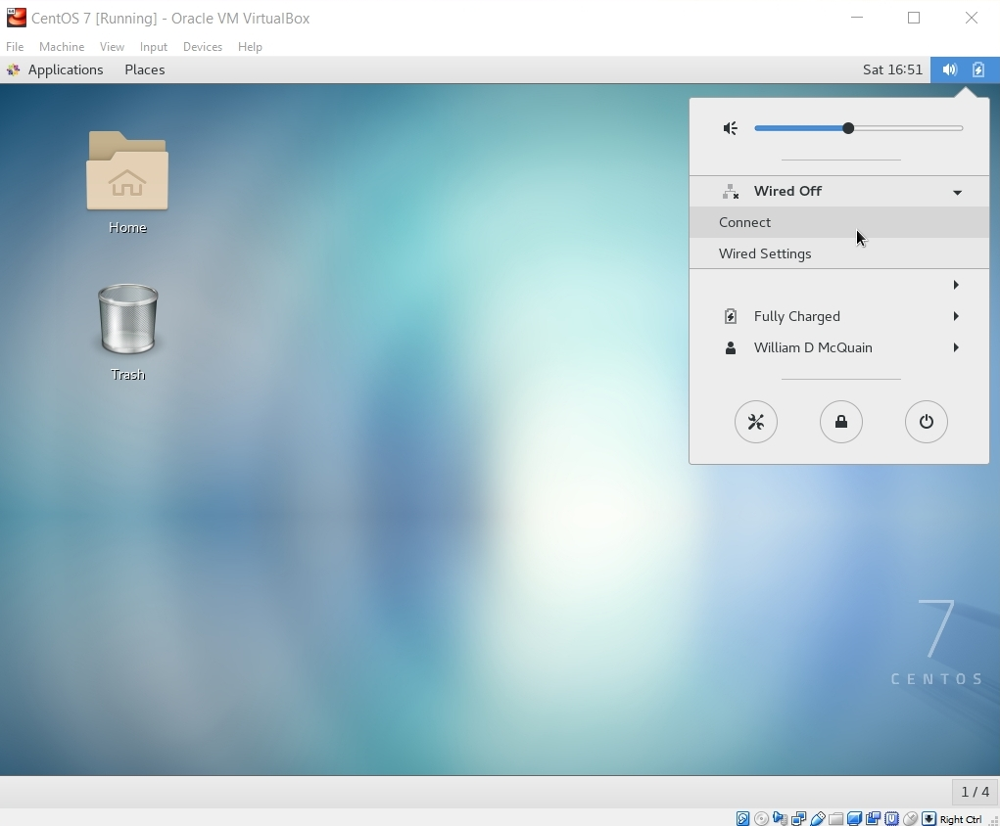 CentOS 7 [Running] - Oracle VM VirtualBox
File Machine View Input Devices Help
Applications Places Sat 16:51
Home
Trash
Wired Off
Connect
Wired Settings
Fully Charged
William D McQuain
7
CENTOS
1 / 4
Right Ctrl